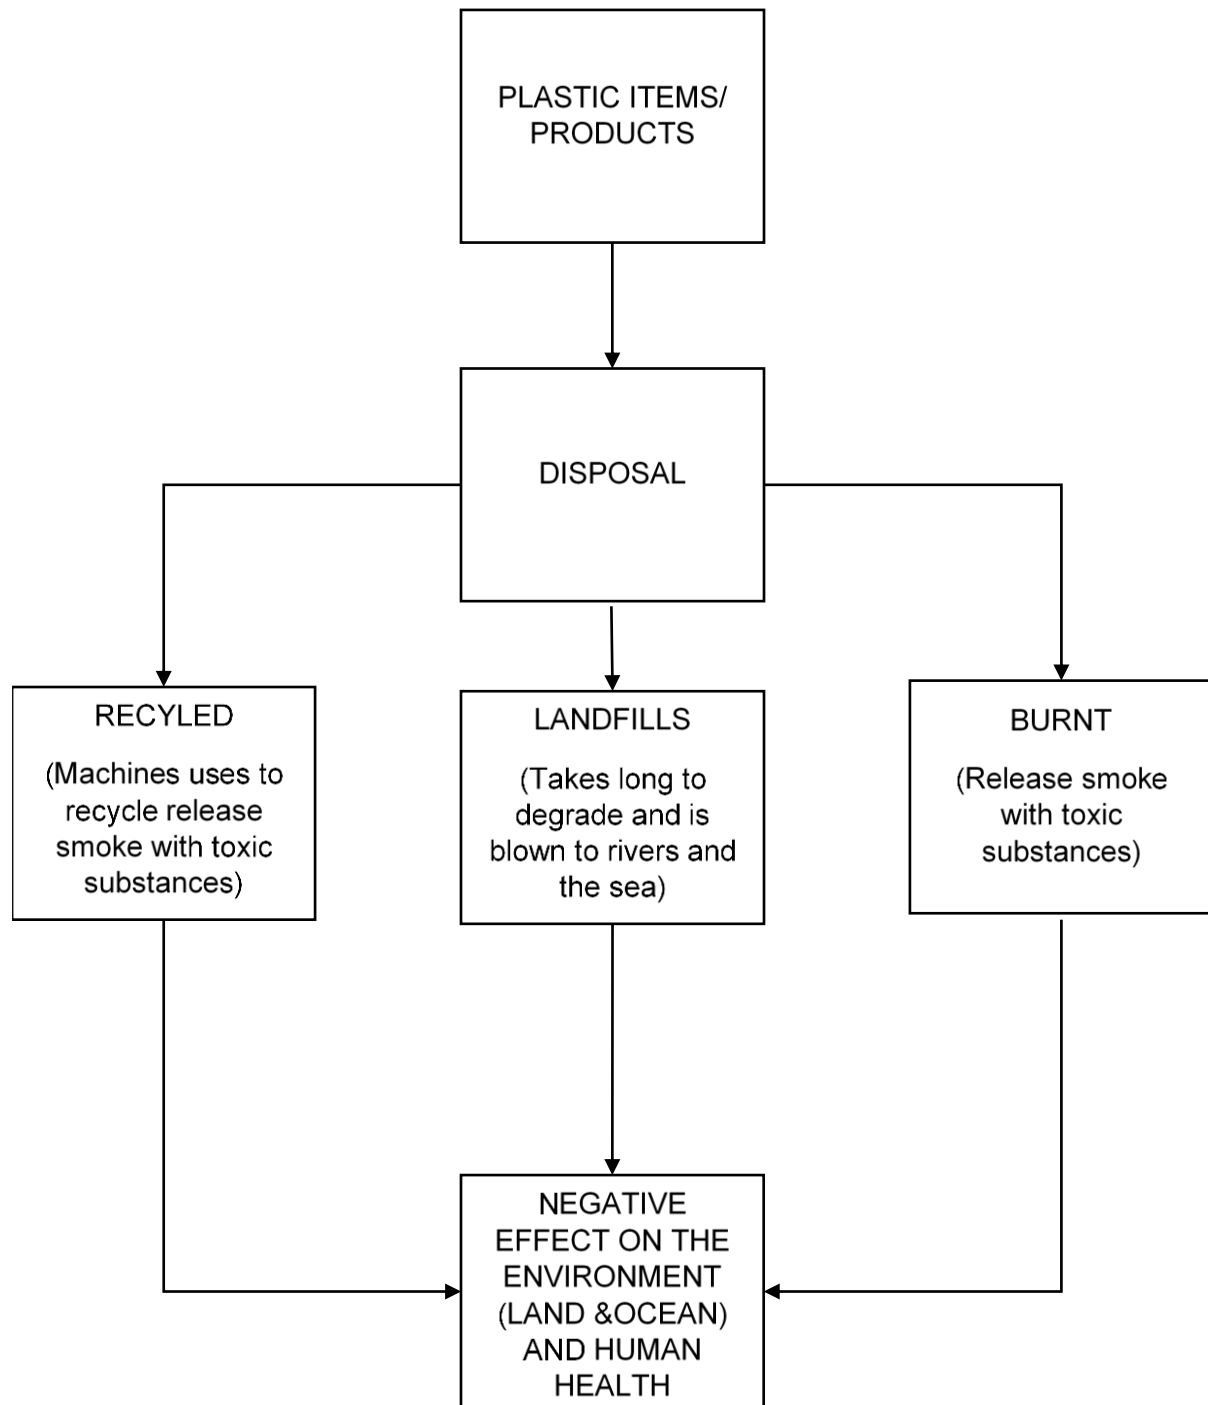 PLASTIC ITEMS/
PRODUCTS
DISPOSAL
RECYLED
(Machines uses to
recycle release
smoke with toxic
substances)
LANDFILLS
(Takes long to
degrade and is
blown to rivers and
the sea)
BURNT
(Release smoke
with toxic
substances)
NEGATIVE
EFFECT ON THE
ENVIRONMENT
(LAND &OCEAN)
AND HUMAN
HEALTH